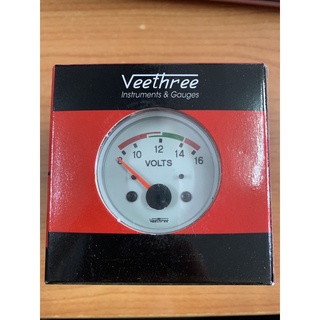 Veethree
Instruments & Gauges
8 10 12 14 16
VOLTS
Veethree